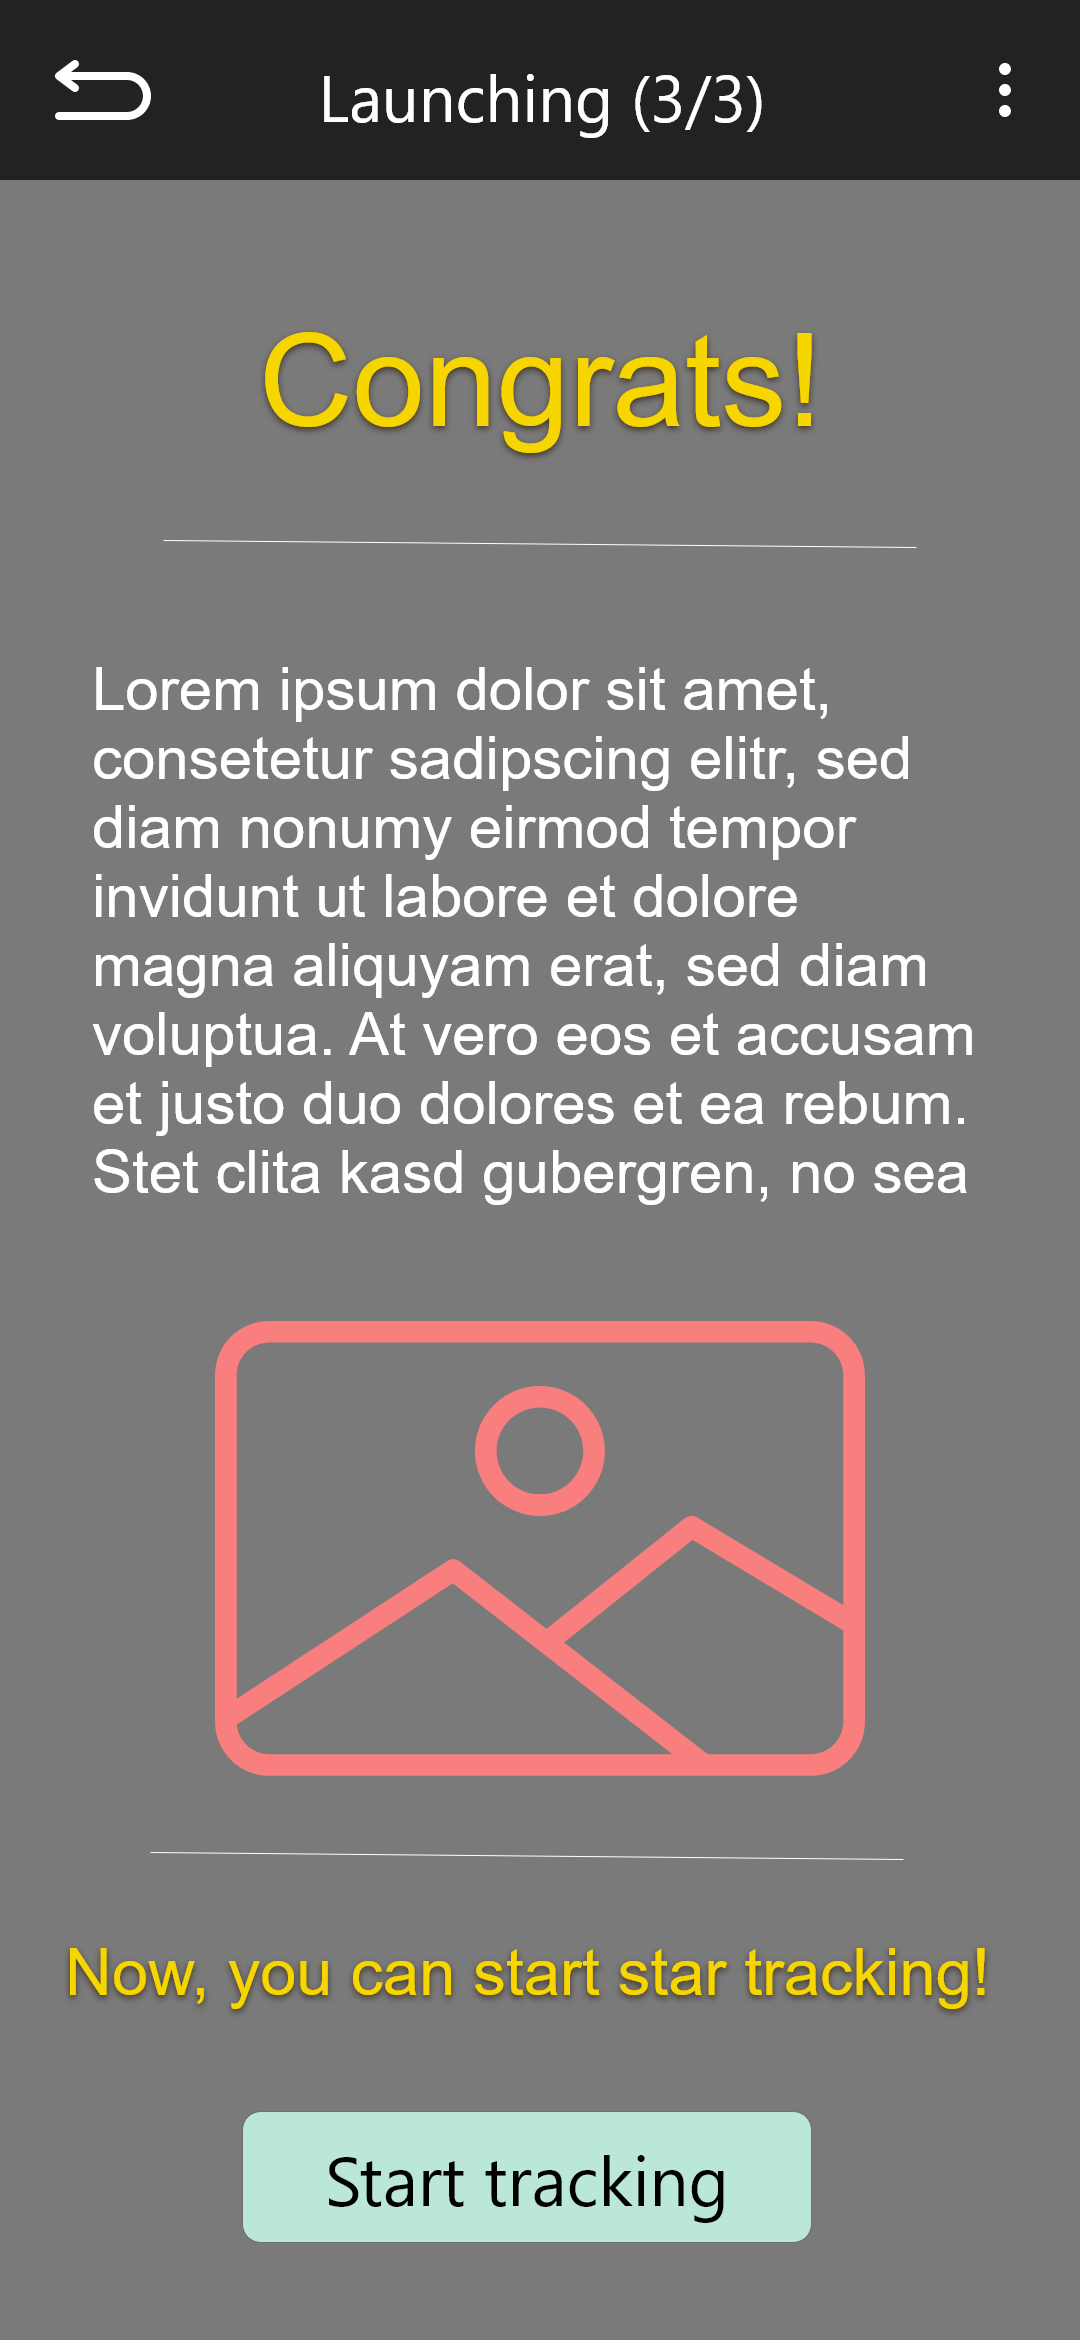 Launching (3/3)
Congrats!
Lorem ipsum dolor sit amet,
consetetur sadipscing elitr, sed
diam nonumy eirmod tempor
invidunt ut labore et dolore
magna aliquyam erat, sed diam
voluptua. At vero eos et accusam
et justo duo dolores et ea rebum.
Stet clita kasd gubergren, no sea
Now, you can start star tracking!
Start tracking